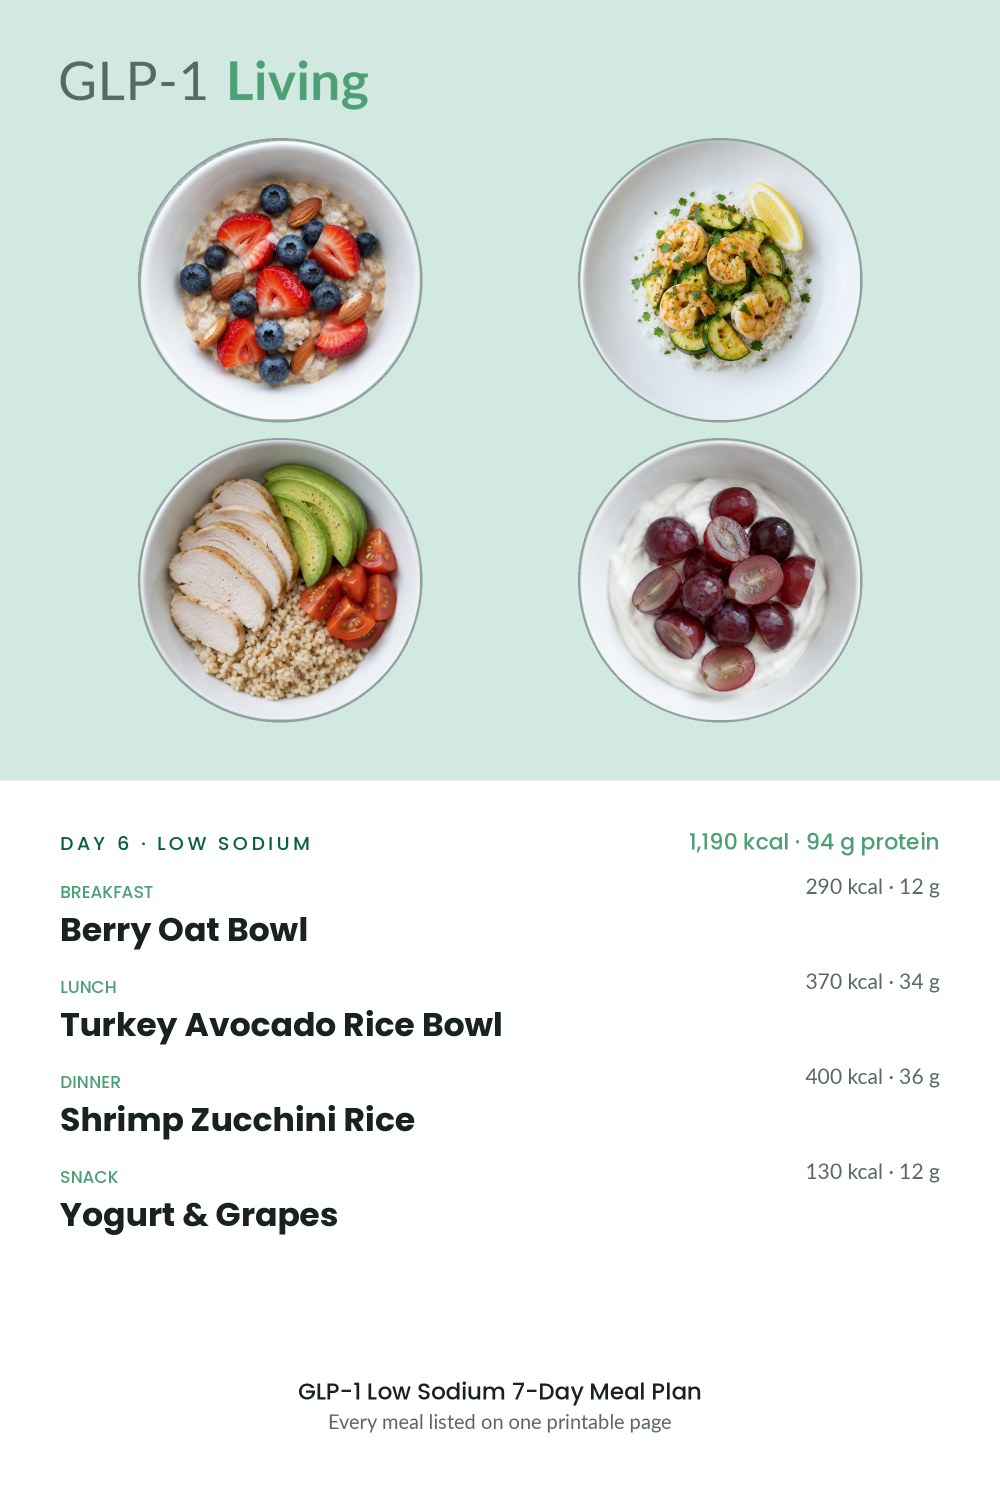 GLP-1 Living
DAY 6 · LOW SODIUM
1,190 kcal · 94 g protein
BREAKFAST
290 kcal · 12 g
Berry Oat Bowl
LUNCH
370 kcal · 34 g
Turkey Avocado Rice Bowl
DINNER
400 kcal · 36 g
Shrimp Zucchini Rice
SNACK
130 kcal · 12 g
Yogurt & Grapes
GLP-1 Low Sodium 7-Day Meal Plan
Every meal listed on one printable page